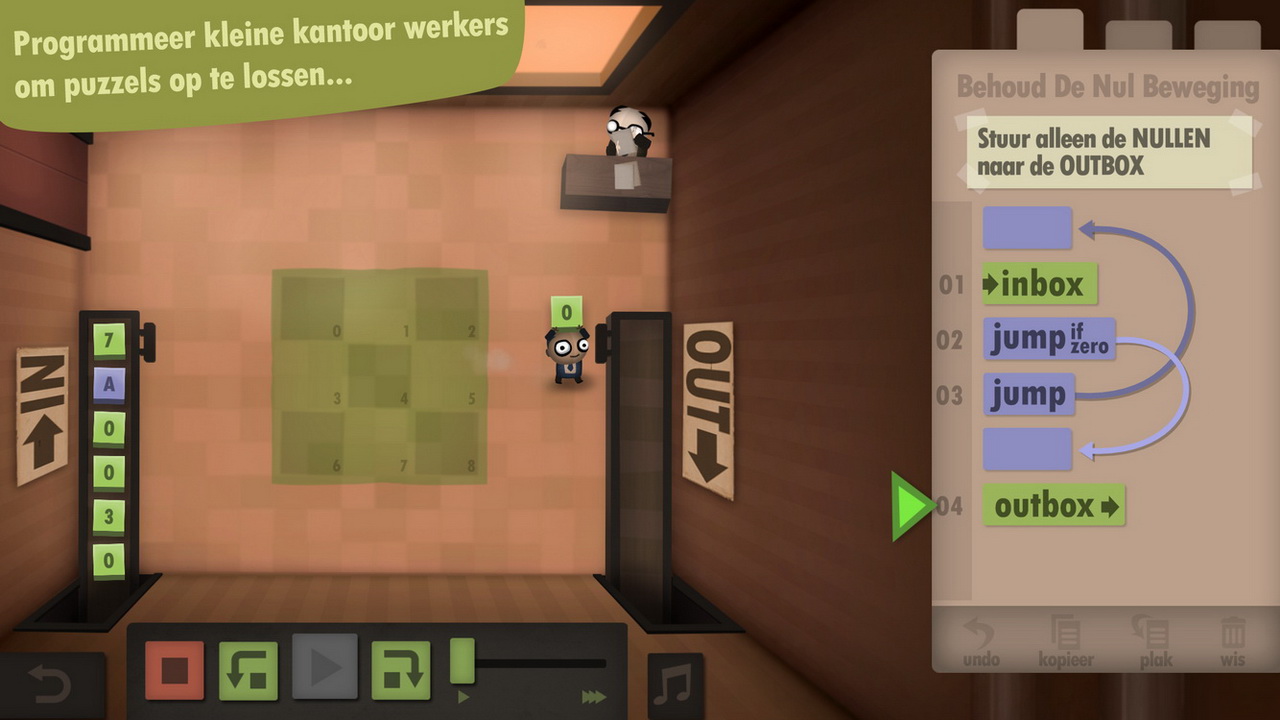 Programmeer kleine kantoor werkers
om puzzels op te lossen...
Behoud De Nul Beweging
Stuur alleen de NULLEN
naar de OUTBOX
01 inbox
02 jump if zero
03 jump
04 outbox
undo kopieer plak wis
IN
7
A
0
0
3
0
0 1 2
3 4 5
6 7 8
0
OUT